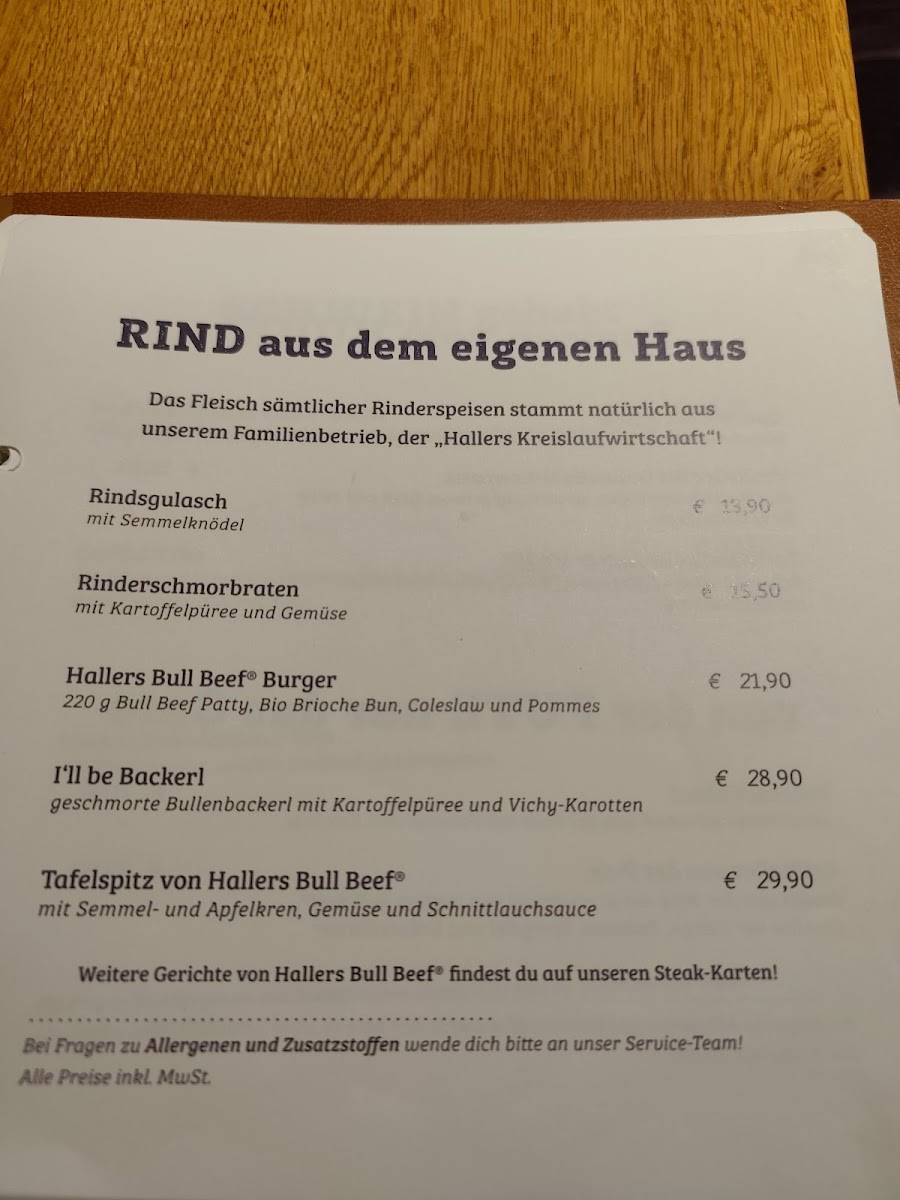 RIND aus dem eigenen Haus
Das Fleisch sämtlicher Rinderspeisen stammt natürlich aus
unserem Familienbetrieb, der „Hallers Kreislaufwirtschaft“!
Rindsgulasch € 13,90
mit Semmelknödel
Rinderschmorbraten € 15,50
mit Kartoffelpüree und Gemüse
Hallers Bull Beef® Burger € 21,90
220 g Bull Beef Patty, Bio Brioche Bun, Coleslaw und Pommes
I‘ll be Backerl € 28,90
geschmorte Bullenbackerl mit Kartoffelpüree und Vichy-Karotten
Tafelspitz von Hallers Bull Beef® € 29,90
mit Semmel- und Apfelkren, Gemüse und Schnittlauchsauce
Weitere Gerichte von Hallers Bull Beef® findest du auf unseren Steak-Karten!
Bei Fragen zu Allergenen und Zusatzstoffen wende dich bitte an unser Service-Team!
Alle Preise inkl. MwSt.